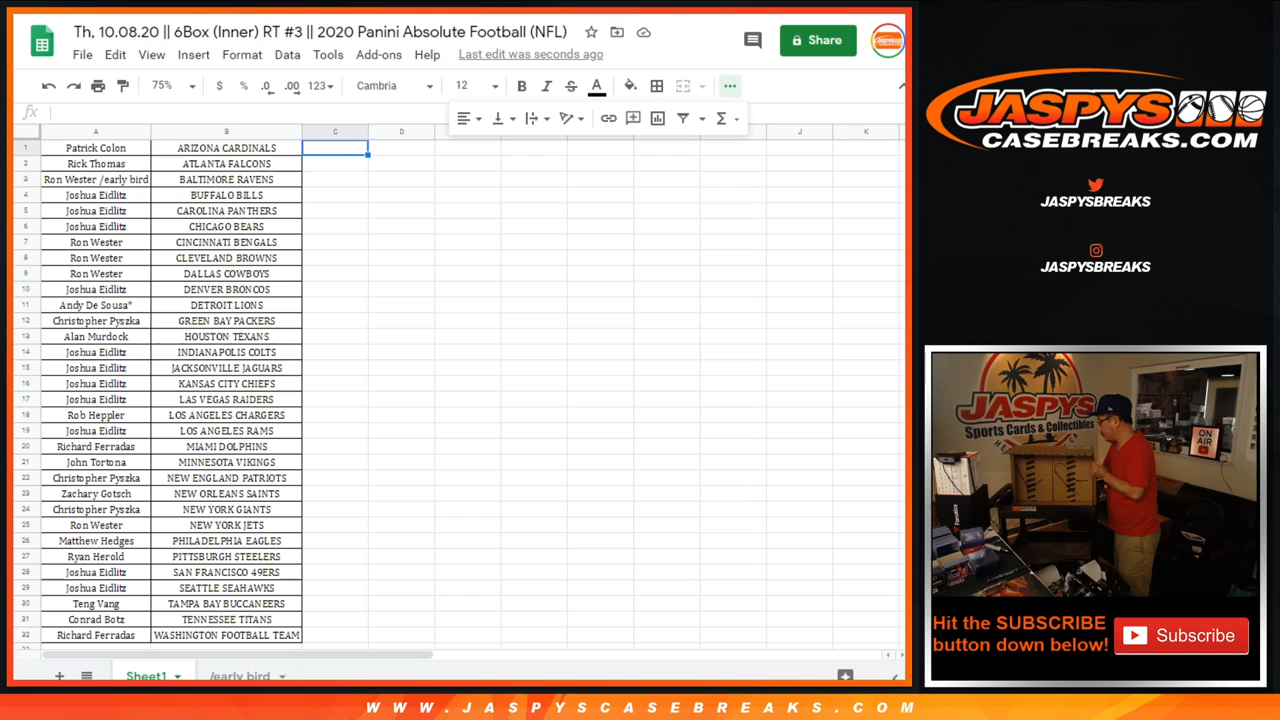 Th, 10.08.20 || 6Box (Inner) RT #3 || 2020 Panini Absolute Football (NFL)
File Edit View Insert Format Data Tools Add-ons Help Last edit was seconds ago
Share
75% $ % .0 .00 123 Cambria 12 B I S A
fx
A B C D J K
1 Patrick Colon ARIZONA CARDINALS
2 Rick Thomas ATLANTA FALCONS
3 Ron Wester /early bird BALTIMORE RAVENS
4 Joshua Eidlitz BUFFALO BILLS
5 Joshua Eidlitz CAROLINA PANTHERS
6 Joshua Eidlitz CHICAGO BEARS
7 Ron Wester CINCINNATI BENGALS
8 Ron Wester CLEVELAND BROWNS
9 Ron Wester DALLAS COWBOYS
10 Joshua Eidlitz DENVER BRONCOS
11 Andy De Sousa* DETROIT LIONS
12 Christopher Pyszka GREEN BAY PACKERS
13 Alan Murdock HOUSTON TEXANS
14 Joshua Eidlitz INDIANAPOLIS COLTS
15 Joshua Eidlitz JACKSONVILLE JAGUARS
16 Joshua Eidlitz KANSAS CITY CHIEFS
17 Joshua Eidlitz LAS VEGAS RAIDERS
18 Rob Heppler LOS ANGELES CHARGERS
19 Joshua Eidlitz LOS ANGELES RAMS
20 Richard Ferradas MIAMI DOLPHINS
21 John Tortona MINNESOTA VIKINGS
22 Christopher Pyszka NEW ENGLAND PATRIOTS
23 Zachary Gotsch NEW ORLEANS SAINTS
24 Christopher Pyszka NEW YORK GIANTS
25 Ron Wester NEW YORK JETS
26 Matthew Hedges PHILADELPHIA EAGLES
27 Ryan Herold PITTSBURGH STEELERS
28 Joshua Eidlitz SAN FRANCISCO 49ERS
29 Joshua Eidlitz SEATTLE SEAHAWKS
30 Teng Vang TAMPA BAY BUCCANEERS
31 Conrad Botz TENNESSEE TITANS
32 Richard Ferradas WASHINGTON FOOTBALL TEAM
Sheet1 /early bird
JASPYS
CASEBREAKS.COM
JASPYSBREAKS
JASPYSBREAKS
JASPYS
Sports Cards & Collectibles
ON
AIR
Fanatics
Hit the SUBSCRIBE
button down below!
Subscribe
WWW.JASPYSCASEBREAKS.COM